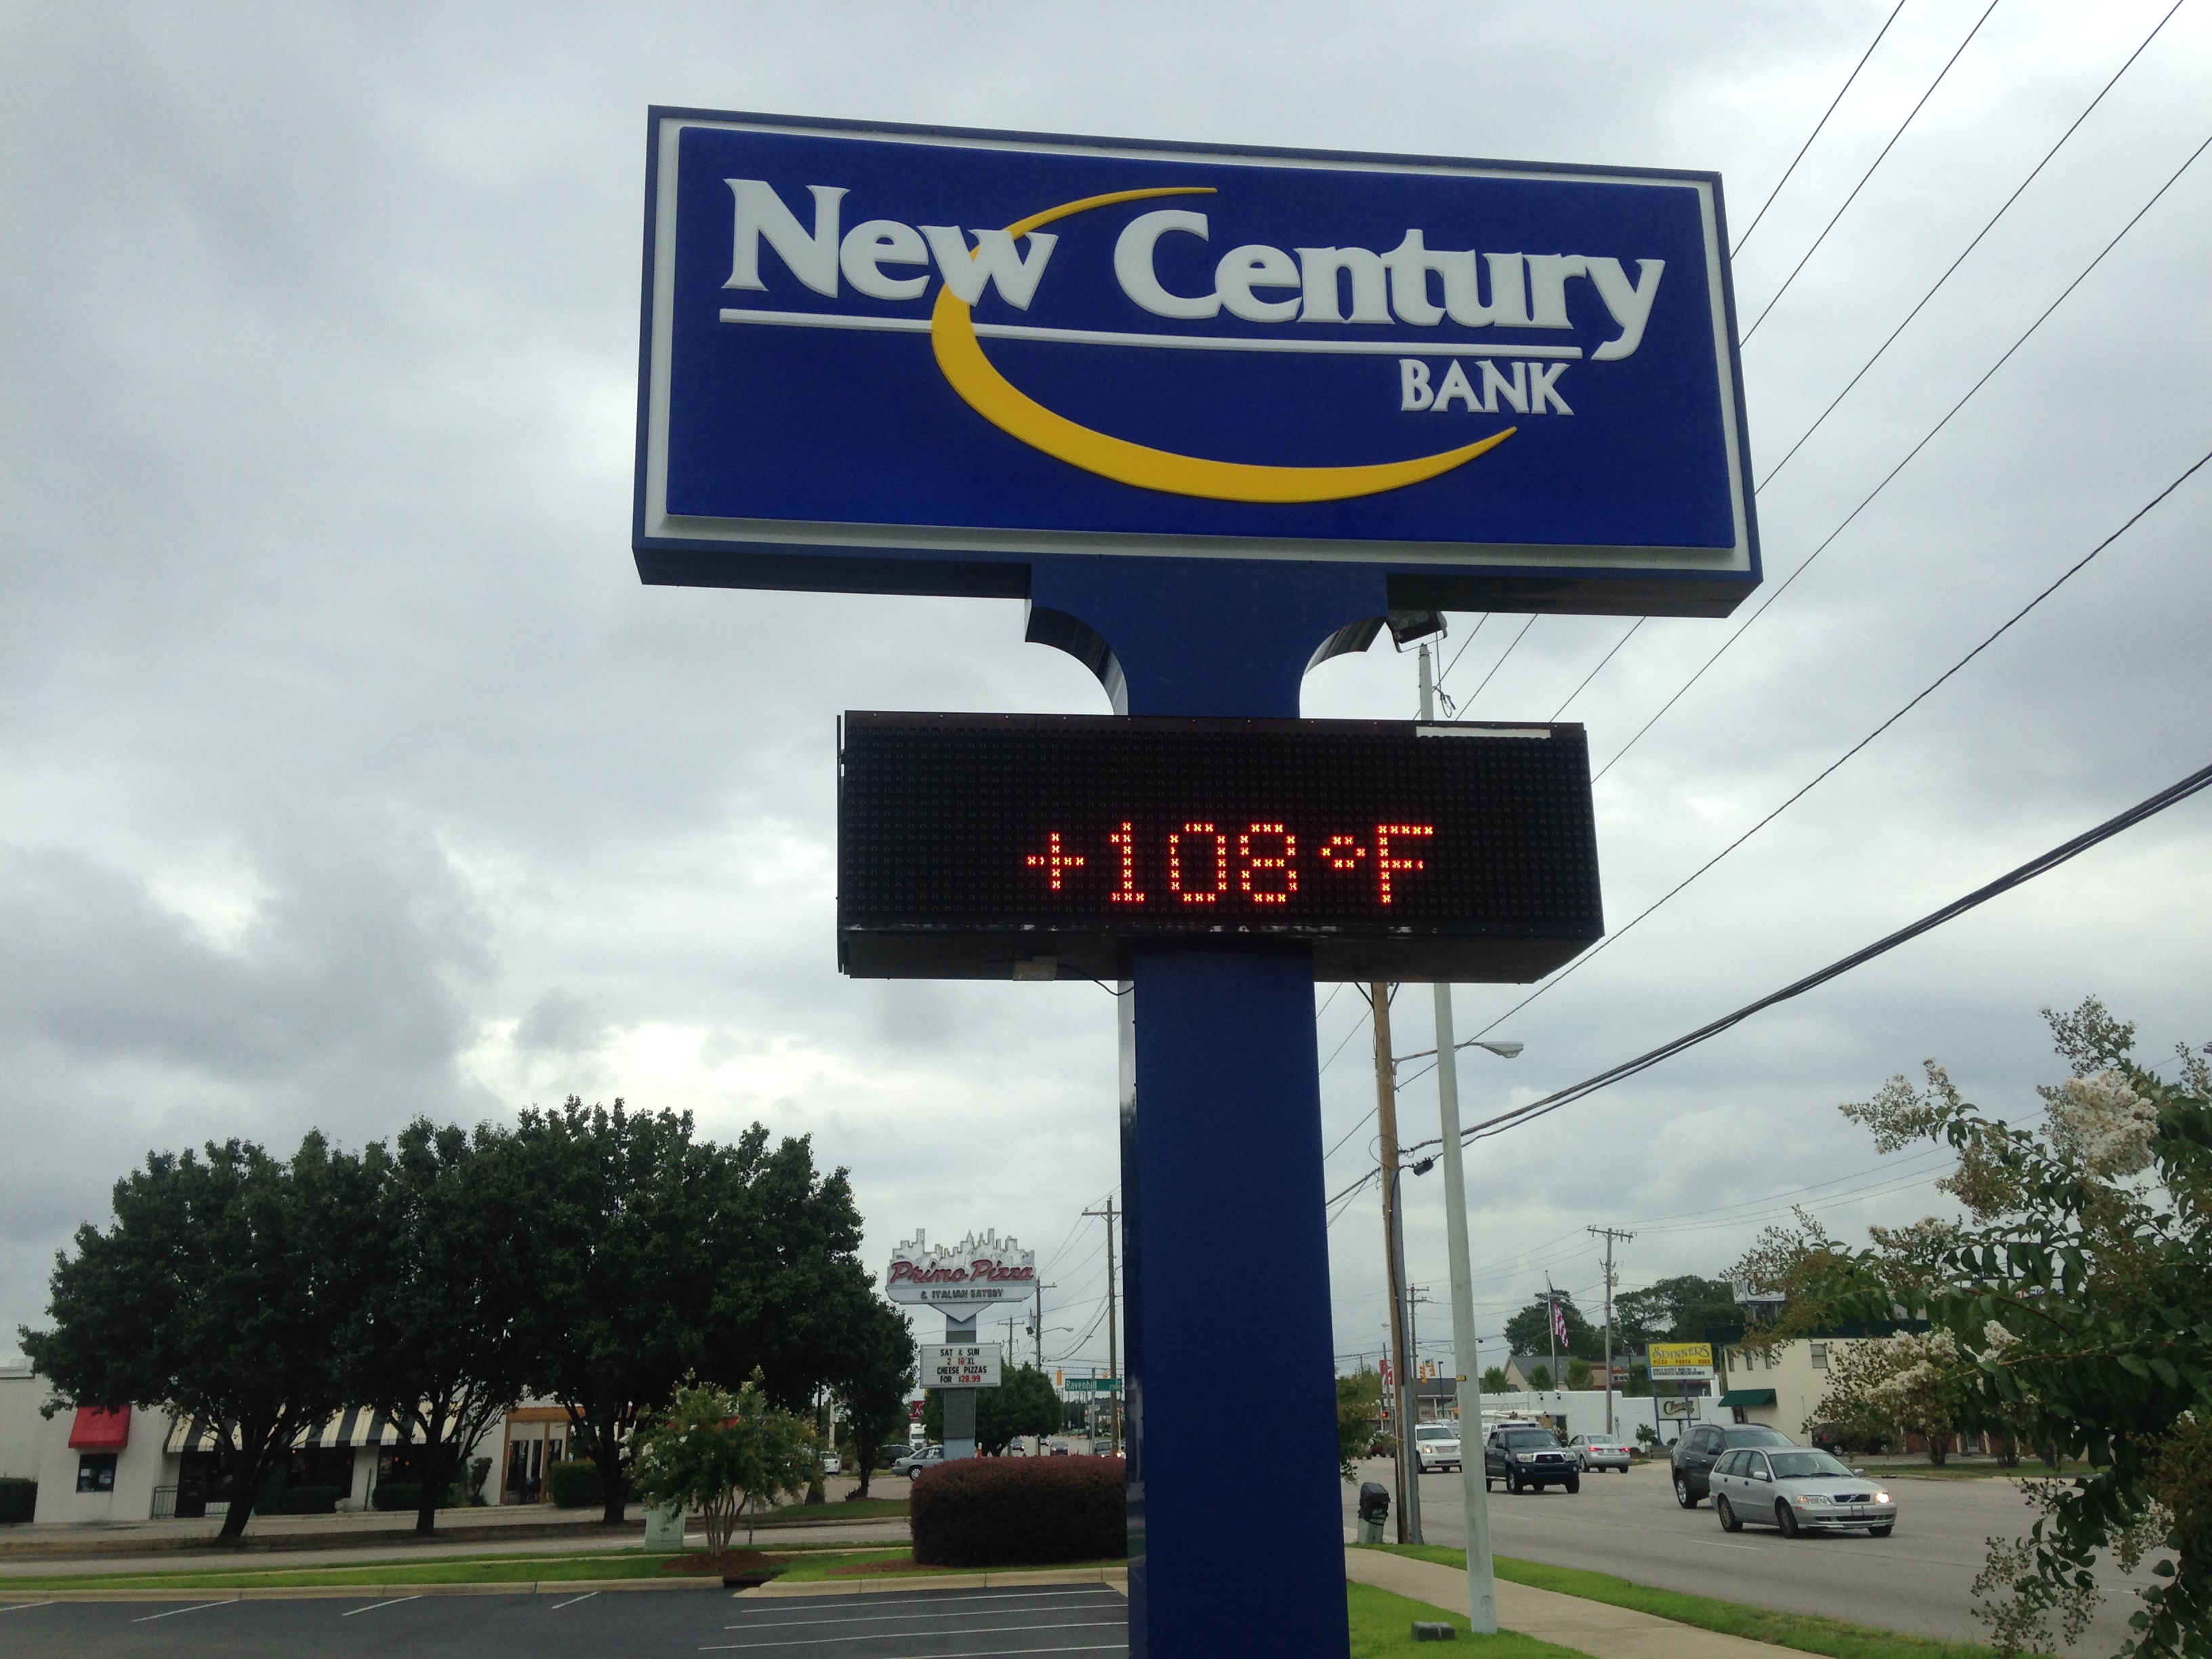 New Century
BANK
+108°F
Primo Pizza
& ITALIAN EATERY
SAT & SUN
2 18"XL
CHEESE PIZZAS
FOR $28.99
Ravenhill
PIZZA PASTA SUBS